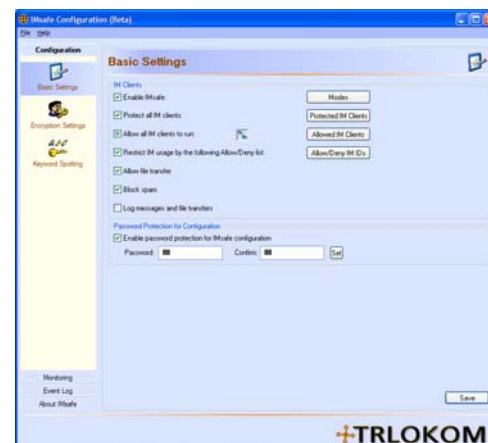 IMsafe Configuration (Beta)
File Help
Configuration
Basic Settings
Encryption Settings
Keyword Spotting
Monitoring
Event Log
About IMsafe
Basic Settings
IM Clients
Enable IMsafe: Modes
Protect all IM clients: Protected IM Clients
Allow all IM clients to run: Allowed IM Clients
Restrict IM usage by the following Allow/Deny list: Allow/Deny IM IDs
Allow file transfer
Block spam
Log messages and file transfers
Password Protection for Configuration
Enable password protection for IMsafe configuration
Password: Confirm: Set
Save
TRLOKOM